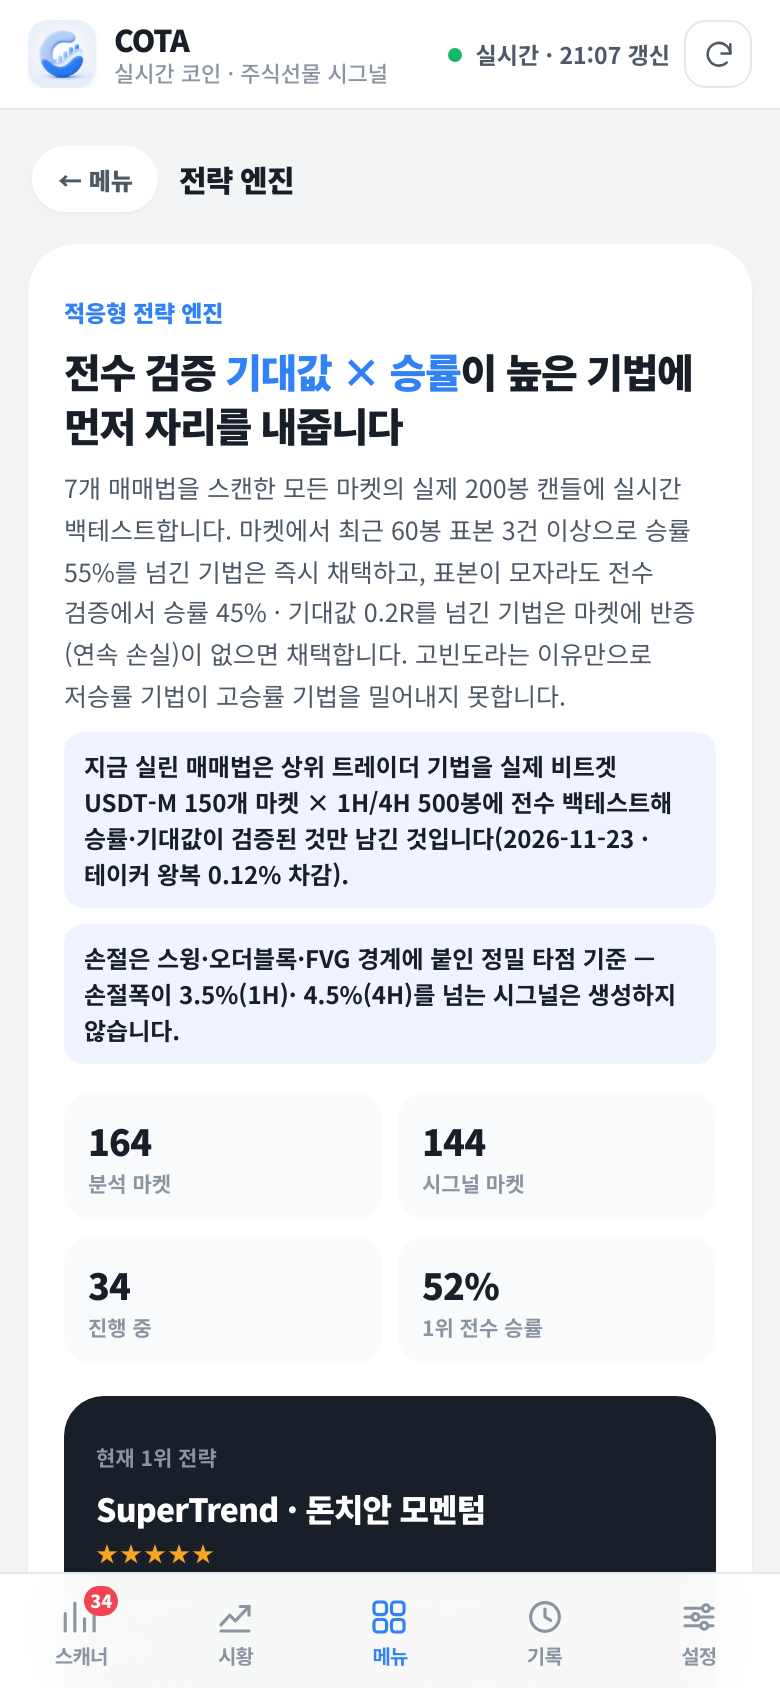 COTA
실시간 코인 · 주식선물 시그널
실시간 · 21:07 갱신
← 메뉴
전략 엔진
적응형 전략 엔진
전수 검증 기대값 × 승률이 높은 기법에
먼저 자리를 내줍니다
7개 매매법을 스캔한 모든 마켓의 실제 200봉 캔들에 실시간
백테스트합니다. 마켓에서 최근 60봉 표본 3건 이상으로 승률
55%를 넘긴 기법은 즉시 채택하고, 표본이 모자라도 전수
검증에서 승률 45% · 기대값 0.2R를 넘긴 기법은 마켓에 반증
(연속 손실)이 없으면 채택합니다. 고빈도라는 이유만으로
저승률 기법이 고승률 기법을 밀어내지 못합니다.
지금 실린 매매법은 상위 트레이더 기법을 실제 비트겟
USDT-M 150개 마켓 × 1H/4H 500봉에 전수 백테스트해
승률·기대값이 검증된 것만 남긴 것입니다(2026-11-23 ·
테이커 왕복 0.12% 차감).
손절은 스윙·오더블록·FVG 경계에 붙인 정밀 타점 기준 —
손절폭이 3.5%(1H)· 4.5%(4H)를 넘는 시그널은 생성하지
않습니다.
164
분석 마켓
144
시그널 마켓
34
진행 중
52%
1위 전수 승률
현재 1위 전략
SuperTrend · 돈치안 모멘텀
★★★★★
34
스캐너
시황
메뉴
기록
설정